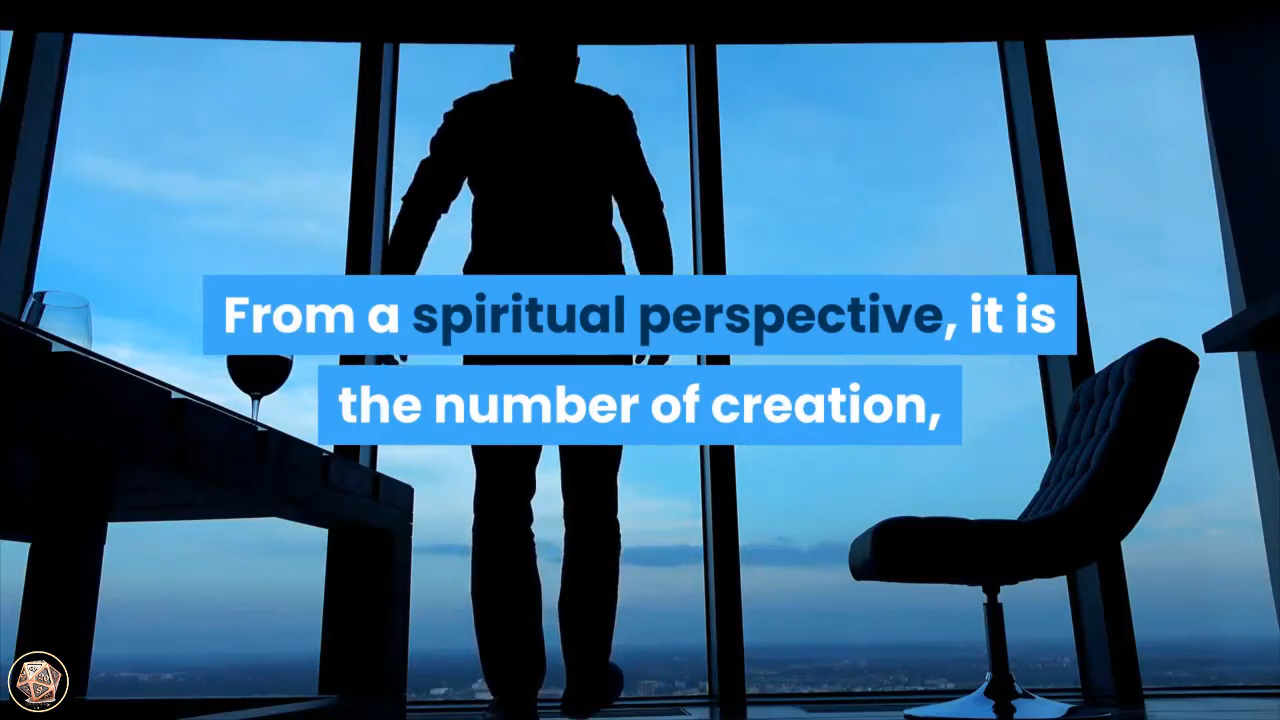 From a spiritual perspective, it is
the number of creation,